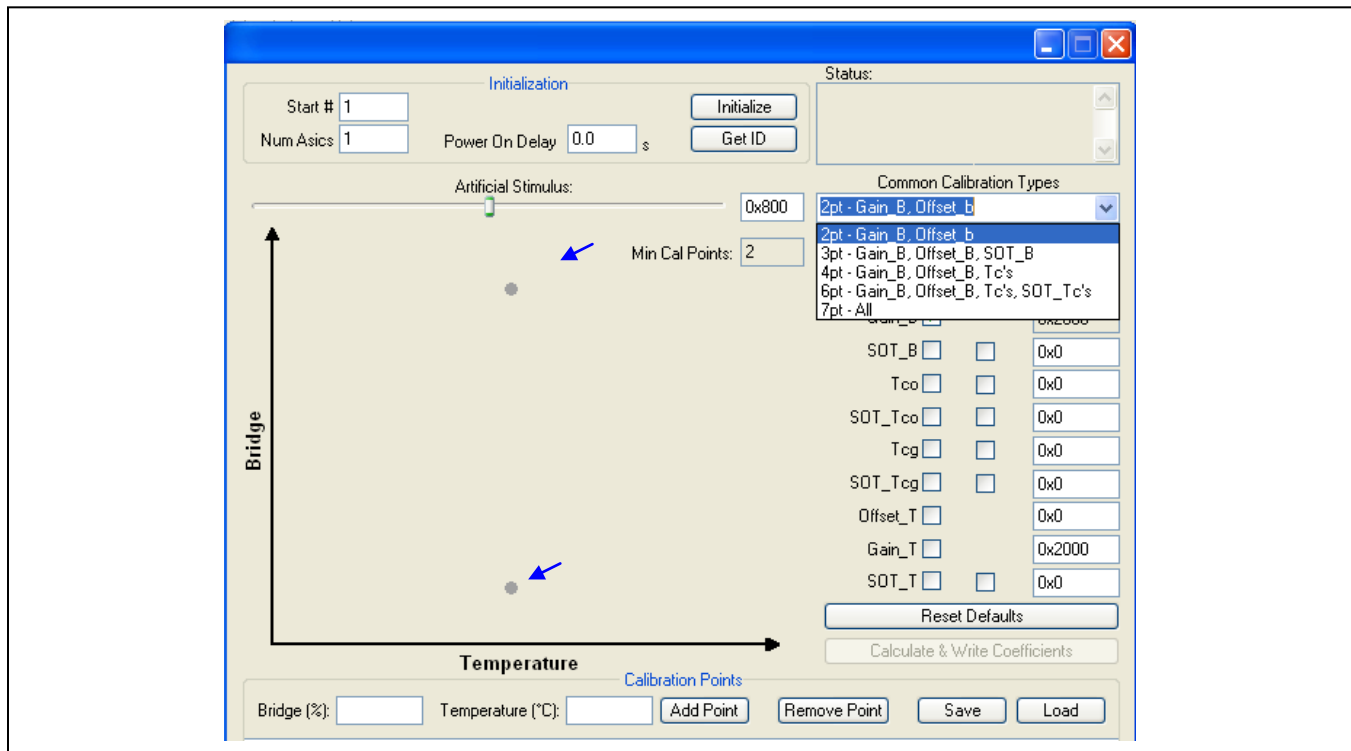 Initialization
Status:
Start # 1
Initialize
Num Asics 1
Power On Delay 0.0 s
Get ID
Artificial Stimulus:
0x800
Common Calibration Types
2pt - Gain_B, Offset_b
2pt - Gain_B, Offset_b
3pt - Gain_B, Offset_B, SOT_B
4pt - Gain_B, Offset_B, Tc's
6pt - Gain_B, Offset_B, Tc's, SOT_Tc's
7pt - All
Min Cal Points: 2
SOT_B 0x0
Tco 0x0
SOT_Tco 0x0
Tcg 0x0
SOT_Tcg 0x0
Offset_T 0x0
Gain_T 0x2000
SOT_T 0x0
Reset Defaults
Calculate & Write Coefficients
Bridge
Temperature
Calibration Points
Bridge (%):
Temperature (°C):
Add Point
Remove Point
Save
Load